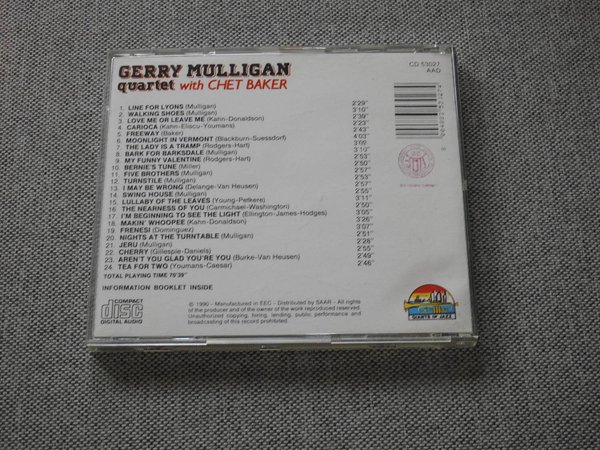 GERRY MULLIGAN
quartet with CHET BAKER
CD 53027
AAD
1. LINE FOR LYONS (Mulligan) 2'29"
2. WALKING SHOES (Mulligan) 3'10"
3. LOVE ME OR LEAVE ME (Kahn-Donaldson) 2'39"
4. CARIOCA (Kahn-Eliscu-Youmans) 2'23"
5. FREEWAY (Baker) 2'43"
6. MOONLIGHT IN VERMONT (Blackburn-Suessdorf) 4'03"
7. THE LADY IS A TRAMP (Rodgers-Hart) 3'09"
8. BARK FOR BARKSDALE (Mulligan) 3'10"
9. MY FUNNY VALENTINE (Rodgers-Hart) 2'53"
10. BERNIE'S TUNE (Miller) 2'50"
11. FIVE BROTHERS (Mulligan) 2'57"
12. TURNSTILE (Mulligan) 2'53"
13. I MAY BE WRONG (Delange-Van Heusen) 2'57"
14. SWING HOUSE (Mulligan) 2'55"
15. LULLABY OF THE LEAVES (Young-Petkere) 3'11"
16. THE NEARNESS OF YOU (Carmichael-Washington) 2'50"
17. I'M BEGINNING TO SEE THE LIGHT (Ellington-James-Hodges) 3'05"
18. MAKIN' WHOOPEE (Kahn-Donaldson) 3'26"
19. FRENESI (Dominguez) 3'07"
20. NIGHTS AT THE TURNTABLE (Mulligan) 2'51"
21. JERU (Mulligan) 2'28"
22. CHERRY (Gillespie-Daniels) 2'55"
23. AREN'T YOU GLAD YOU'RE YOU (Burke-Van Heusen) 2'49"
24. TEA FOR TWO (Youmans-Caesar) 2'46"
TOTAL PLAYING TIME 70'39"
INFORMATION BOOKLET INSIDE
COMPACT
disc
DIGITAL AUDIO
© 1990 - Manufactured in EEC - Distributed by SAAR - All rights
of the producer and of the owner of the work reproduced reserved.
Unauthorized copying, hiring, lending, public performance and
broadcasting of this record prohibited.
GIANTS OF JAZZ